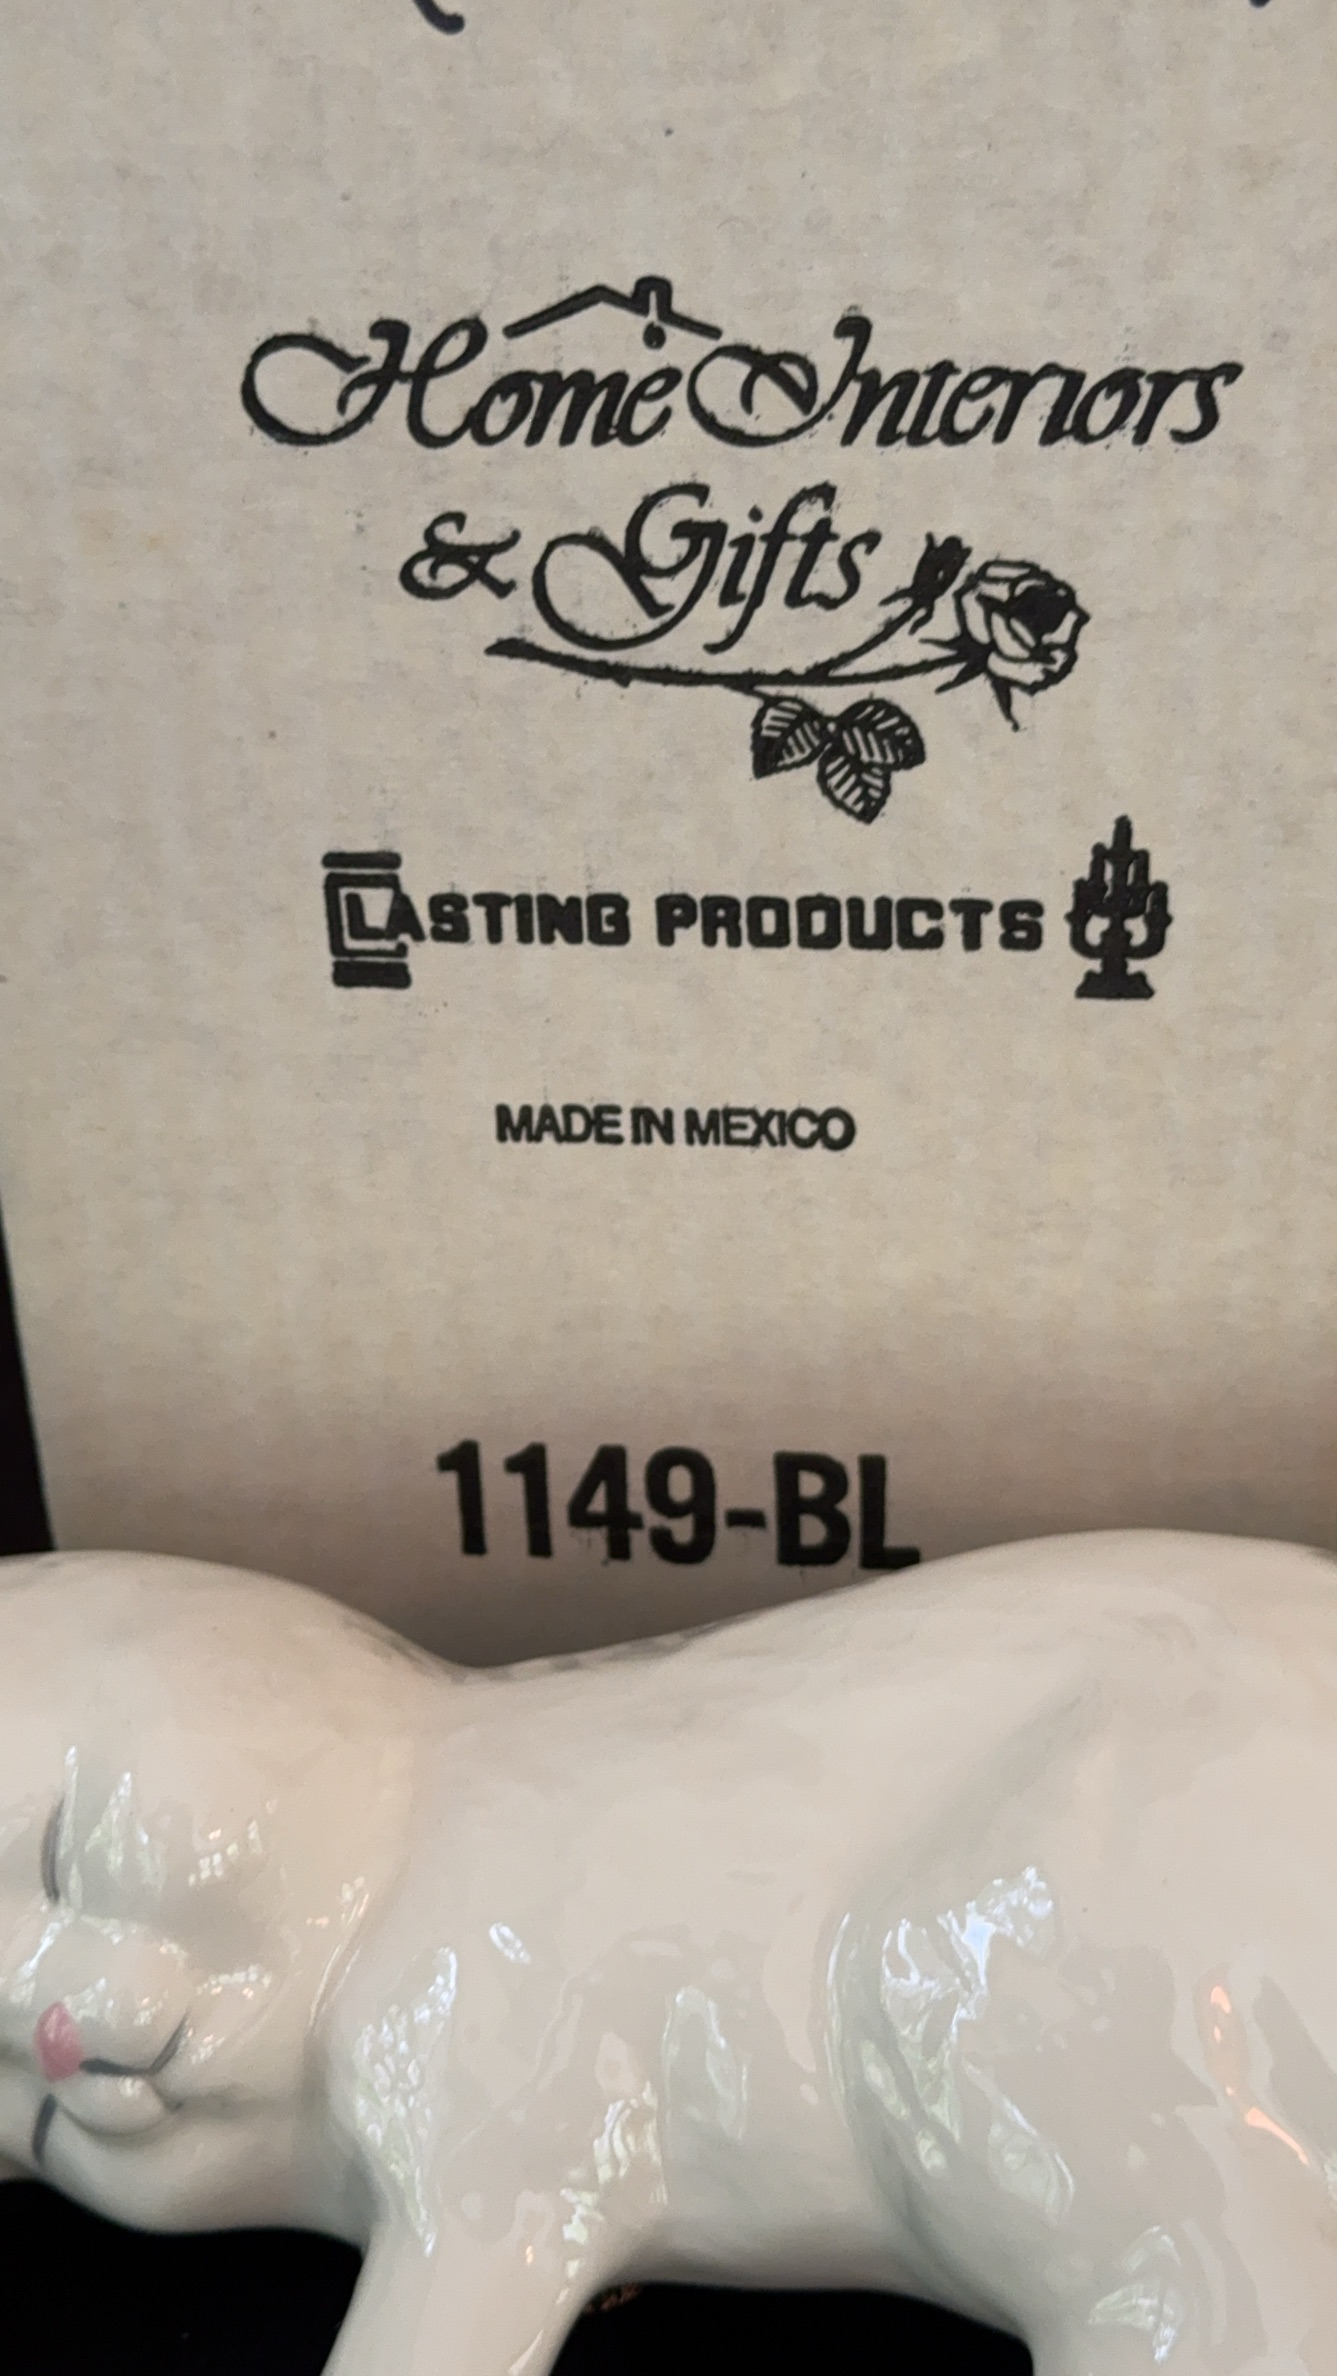 Home Interiors
& Gifts
LASTING PRODUCTS
MADE IN MEXICO
1149-BL